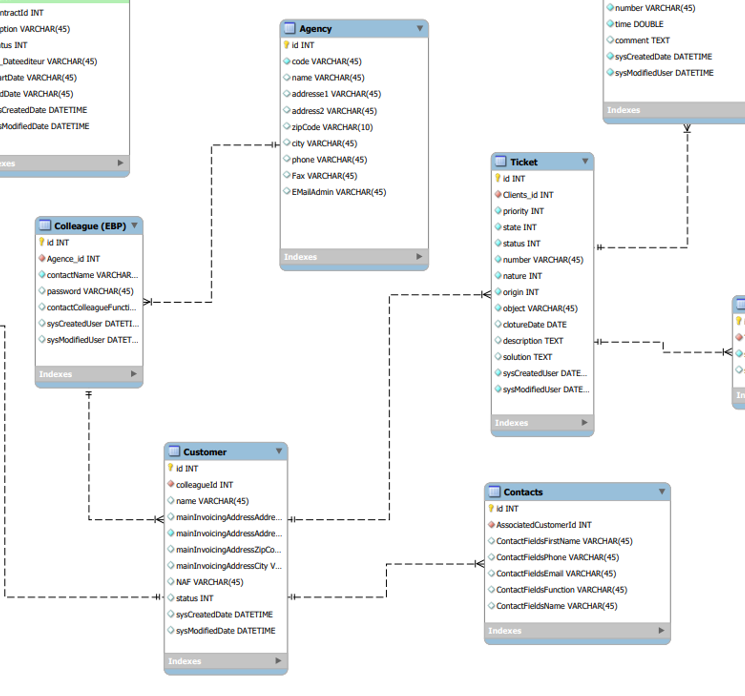 ntractId INT
ption VARCHAR(45)
tus INT
_Dateediteur VARCHAR(45)
artDate VARCHAR(45)
dDate VARCHAR(45)
sCreatedDate DATETIME
sModifiedDate DATETIME
exes
Agency
id INT
code VARCHAR(45)
name VARCHAR(45)
addresse1 VARCHAR(45)
address2 VARCHAR(45)
zipCode VARCHAR(10)
city VARCHAR(45)
phone VARCHAR(45)
Fax VARCHAR(45)
EMailAdmin VARCHAR(45)
Indexes
number VARCHAR(45)
time DOUBLE
comment TEXT
sysCreatedDate DATETIME
sysModifiedUser DATETIME
Indexes
Colleague (EBP)
id INT
Agence_id INT
contactName VARCHAR...
password VARCHAR(45)
contactColleagueFuncti...
sysCreatedUser DATETI...
sysModifiedUser DATET...
Indexes
Ticket
id INT
Clients_id INT
priority INT
state INT
status INT
number VARCHAR(45)
nature INT
origin INT
object VARCHAR(45)
clotureDate DATE
description TEXT
solution TEXT
sysCreatedUser DATE...
sysModifiedUser DATE...
Indexes
In
Customer
id INT
colleagueId INT
name VARCHAR(45)
mainInvoicingAddressAddre...
mainInvoicingAddressAddre...
mainInvoicingAddressZipCo...
mainInvoicingAddressCity V...
NAF VARCHAR(45)
status INT
sysCreatedDate DATETIME
sysModifiedDate DATETIME
Indexes
Contacts
id INT
AssociatedCustomerId INT
ContactFieldsFirstName VARCHAR(45)
ContactFieldsPhone VARCHAR(45)
ContactFieldsEmail VARCHAR(45)
ContactFieldsFunction VARCHAR(45)
ContactFieldsName VARCHAR(45)
Indexes